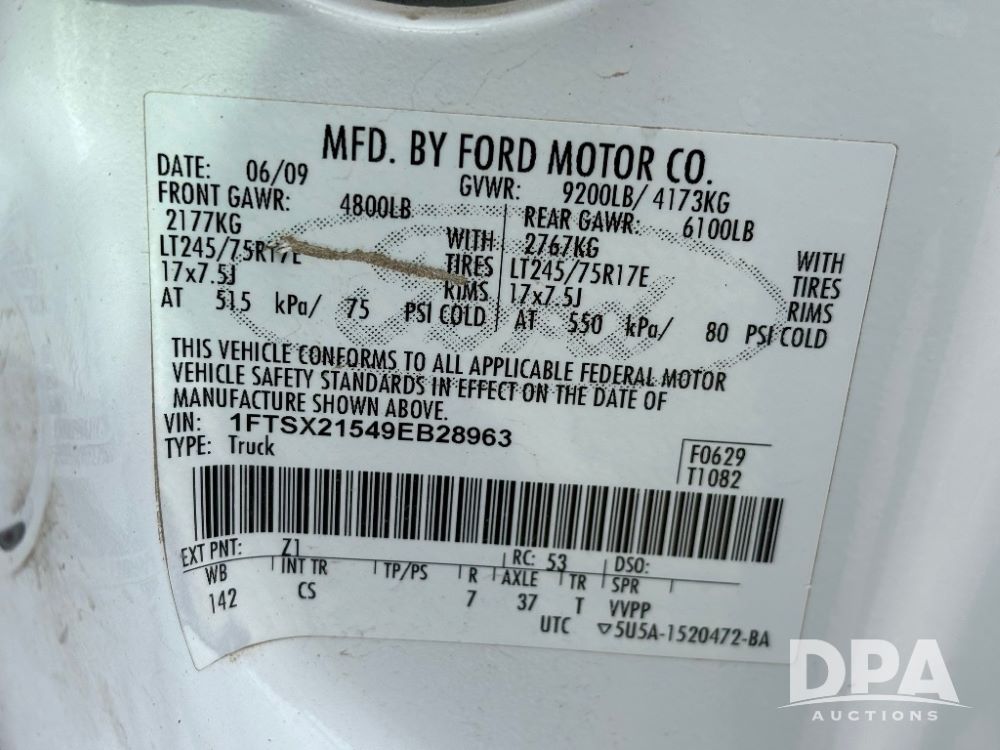 MFD. BY FORD MOTOR CO.
DATE: 06/09 GVWR: 9200LB/ 4173KG
FRONT GAWR: 4800LB REAR GAWR: 6100LB
2177KG WITH 2767KG WITH
LT245/75R17E TIRES LT245/75R17E TIRES
17x7.5J RIMS 17x7.5J RIMS
AT 515 kPa/ 75 PSI COLD AT 550 kPa/ 80 PSI COLD
THIS VEHICLE CONFORMS TO ALL APPLICABLE FEDERAL MOTOR
VEHICLE SAFETY STANDARDS IN EFFECT ON THE DATE OF
MANUFACTURE SHOWN ABOVE.
VIN: 1FTSX21549EB28963
TYPE: Truck
F0629
T1082
EXT PNT: Z1 RC: 53 DSO:
WB INT TR TP/PS R AXLE TR SPR
142 CS 7 37 T VVPP
UTC ▽5U5A-1520472-BA
DPA
AUCTIONS